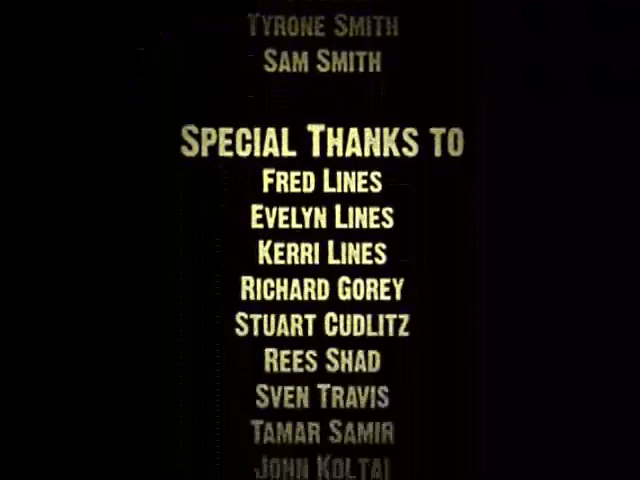 TYRONE SMITH
SAM SMITH
SPECIAL THANKS TO
FRED LINES
EVELYN LINES
KERRI LINES
RICHARD GOREY
STUART CUDLITZ
REES SHAD
SVEN TRAVIS
TAMAR SAMIR
JOHN KOLTAI